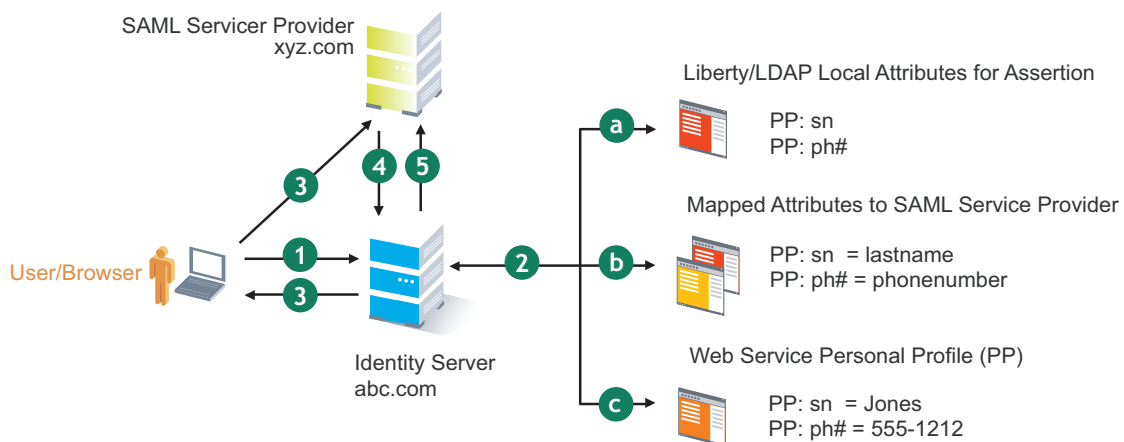 SAML Servicer Provider
xyz.com
Liberty/LDAP Local Attributes for Assertion
a
PP: sn
PP: ph#
3
4
5
Mapped Attributes to SAML Service Provider
User/Browser
1
3
2
b
PP: sn = lastname
PP: ph# = phonenumber
Identity Server
abc.com
Web Service Personal Profile (PP)
c
PP: sn = Jones
PP: ph# = 555-1212